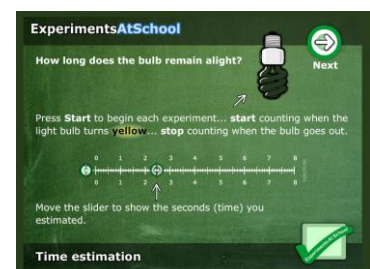 ExperimentsAtSchool
How long does the bulb remain alight?
Next
Press Start to begin each experiment... start counting when the
light bulb turns yellow... stop counting when the bulb goes out.
0 1 2 3 4 5 6 7 8
0 1 2 3 4 5 6 7 8
Move the slider to show the seconds (time) you
estimated.
Time estimation
ExperimentsAtSchool